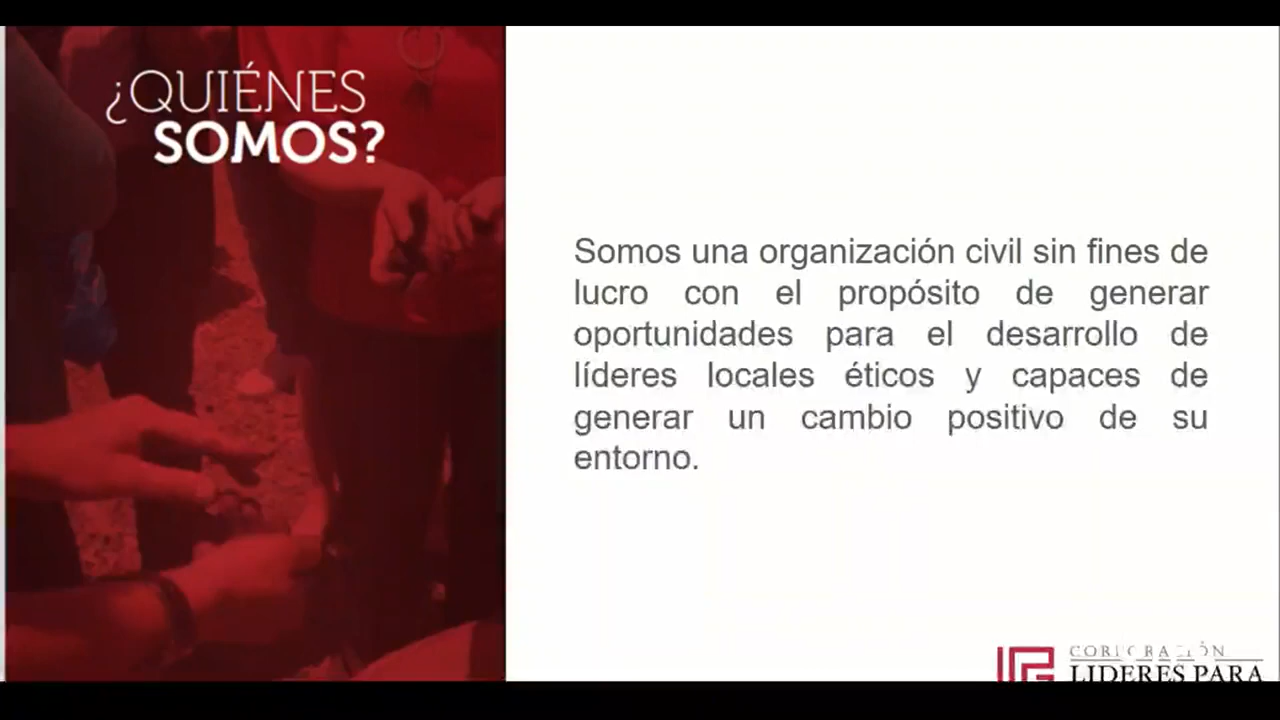 ¿QUIÉNES
SOMOS?
Somos una organización civil sin fines de
lucro con el propósito de generar
oportunidades para el desarrollo de
líderes locales éticos y capaces de
generar un cambio positivo de su
entorno.
CORPORACIÓN
LIDERES PARA